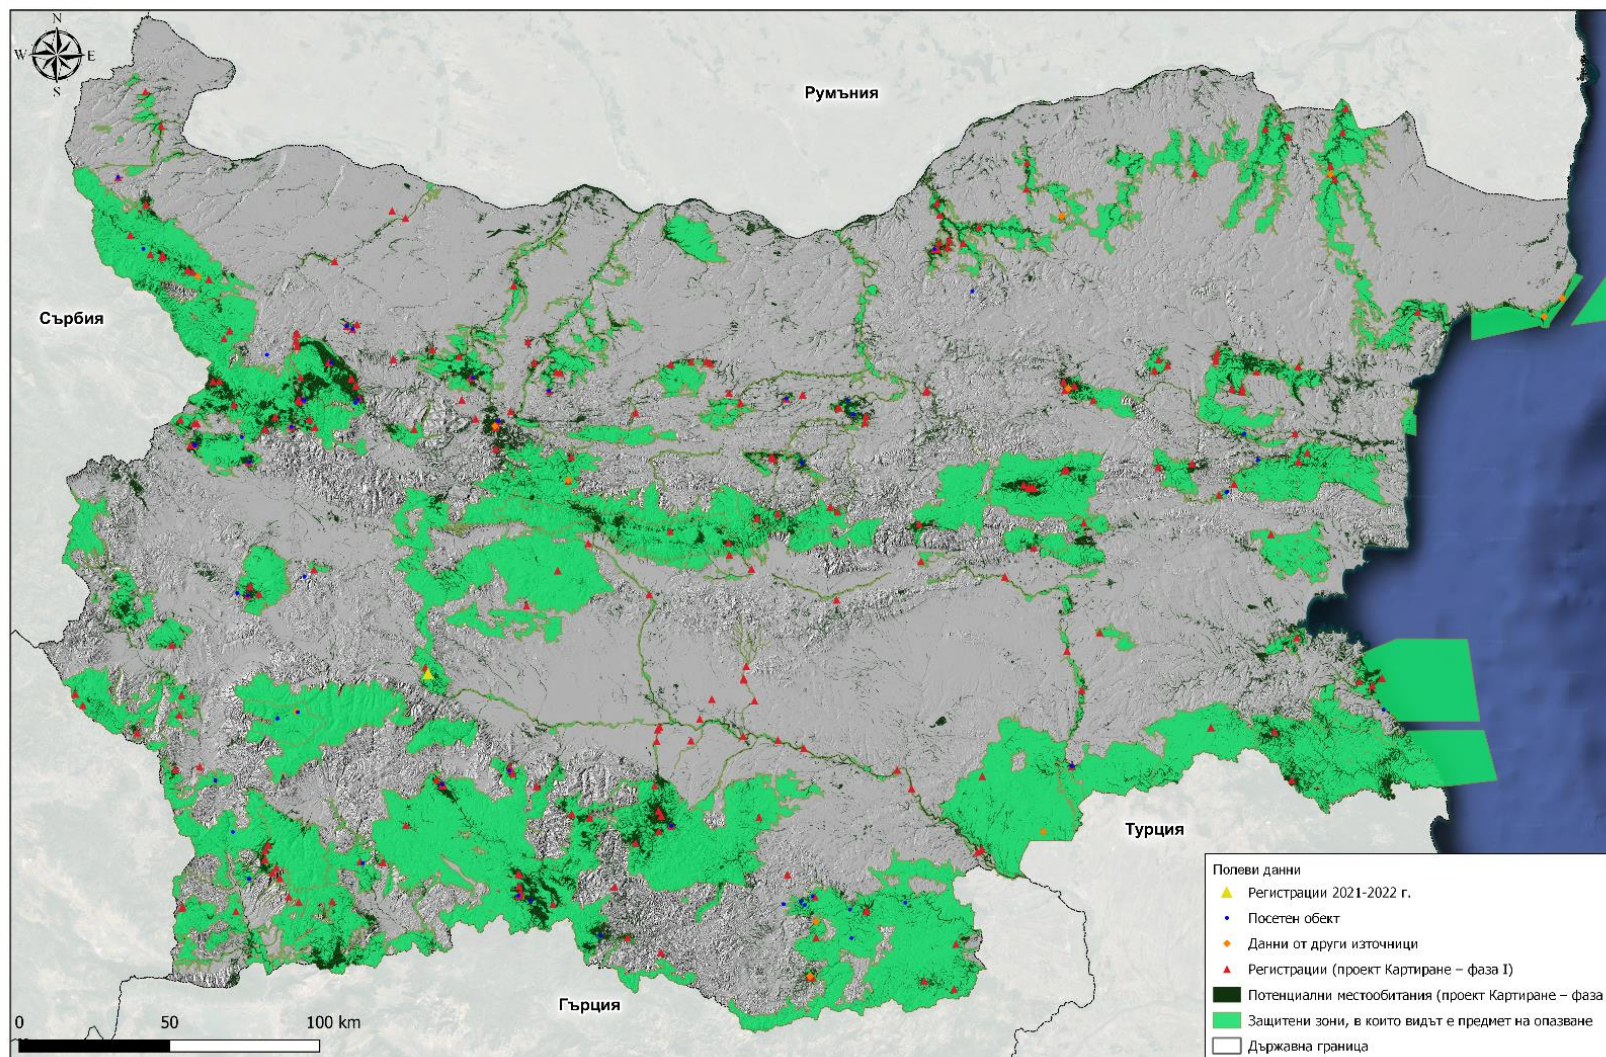 N
W E
S
Румъния
Сърбия
Турция
Гърция
0 50 100 km
Полеви данни
Регистрации 2021-2022 г.
Посетен обект
Данни от други източници
Регистрации (проект Картиране – фаза I)
Потенциални местообитания (проект Картиране – фаза
Защитени зони, в които видът е предмет на опазване
Държавна граница